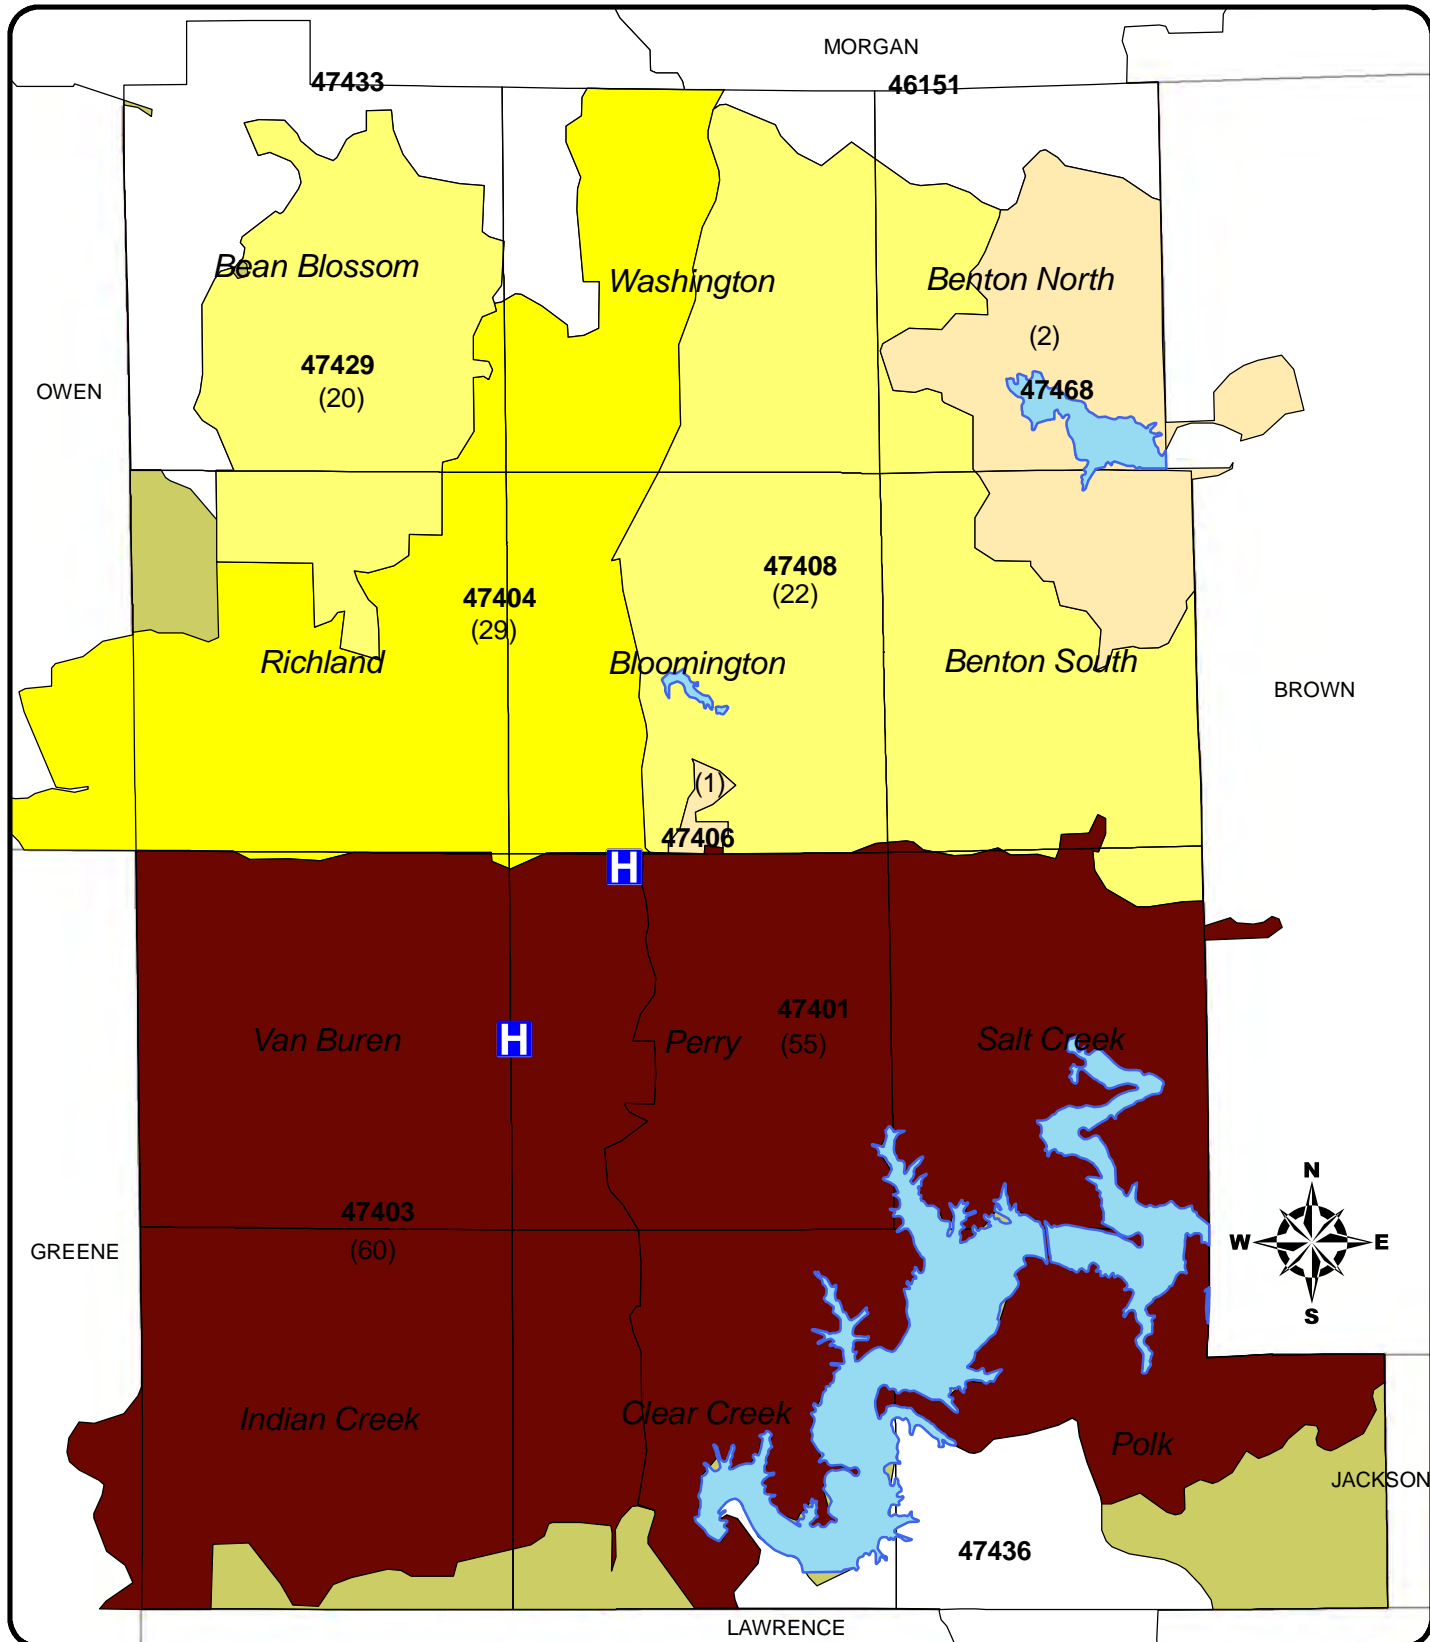 MORGAN
47433
46151
Bean Blossom
Washington
Benton North
(2)
47429
(20)
OWEN
47468
47408
(22)
47404
(29)
Richland
Bloomington
Benton South
BROWN
(1)
47406
H
47401
Van Buren
H
Perry
(55)
Salt Creek
N
W
E
S
47403
(60)
GREENE
Indian Creek
Clear Creek
Polk
JACKSON
47436
LAWRENCE